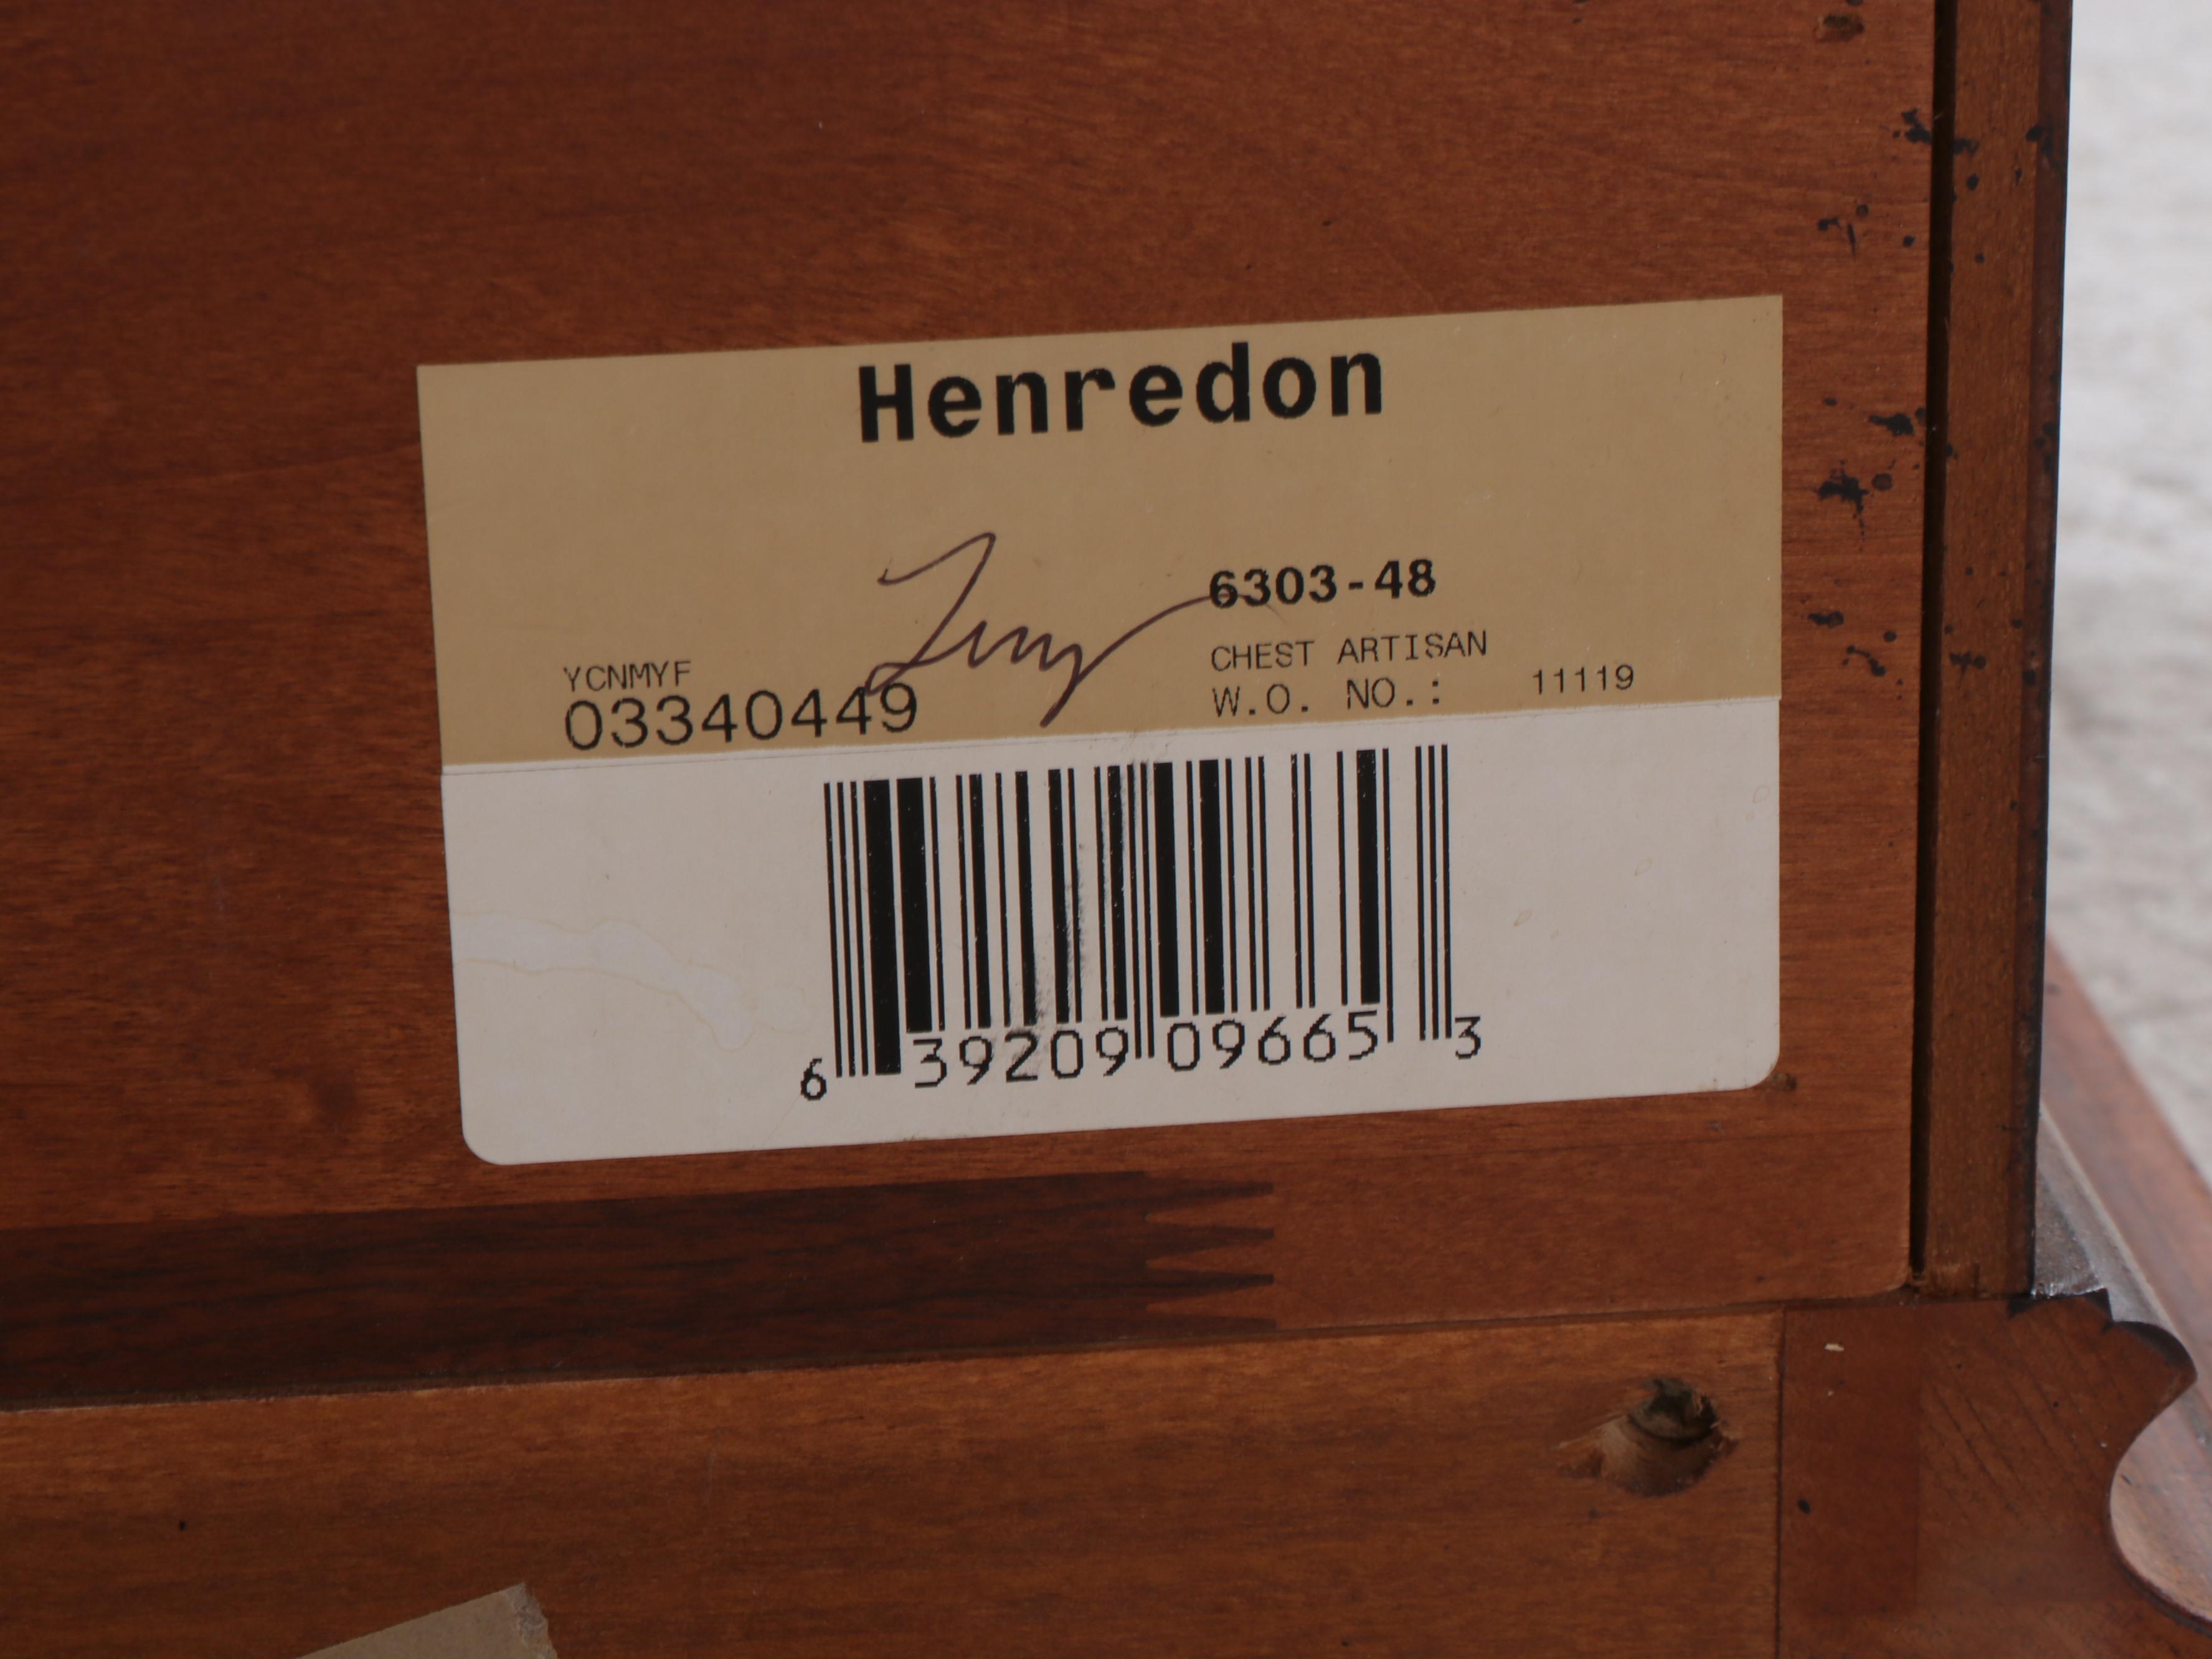 Henredon
6303-48
YCNMYF
CHEST ARTISAN
03340449
W.O. NO.: 11119
6 39209 09665 3